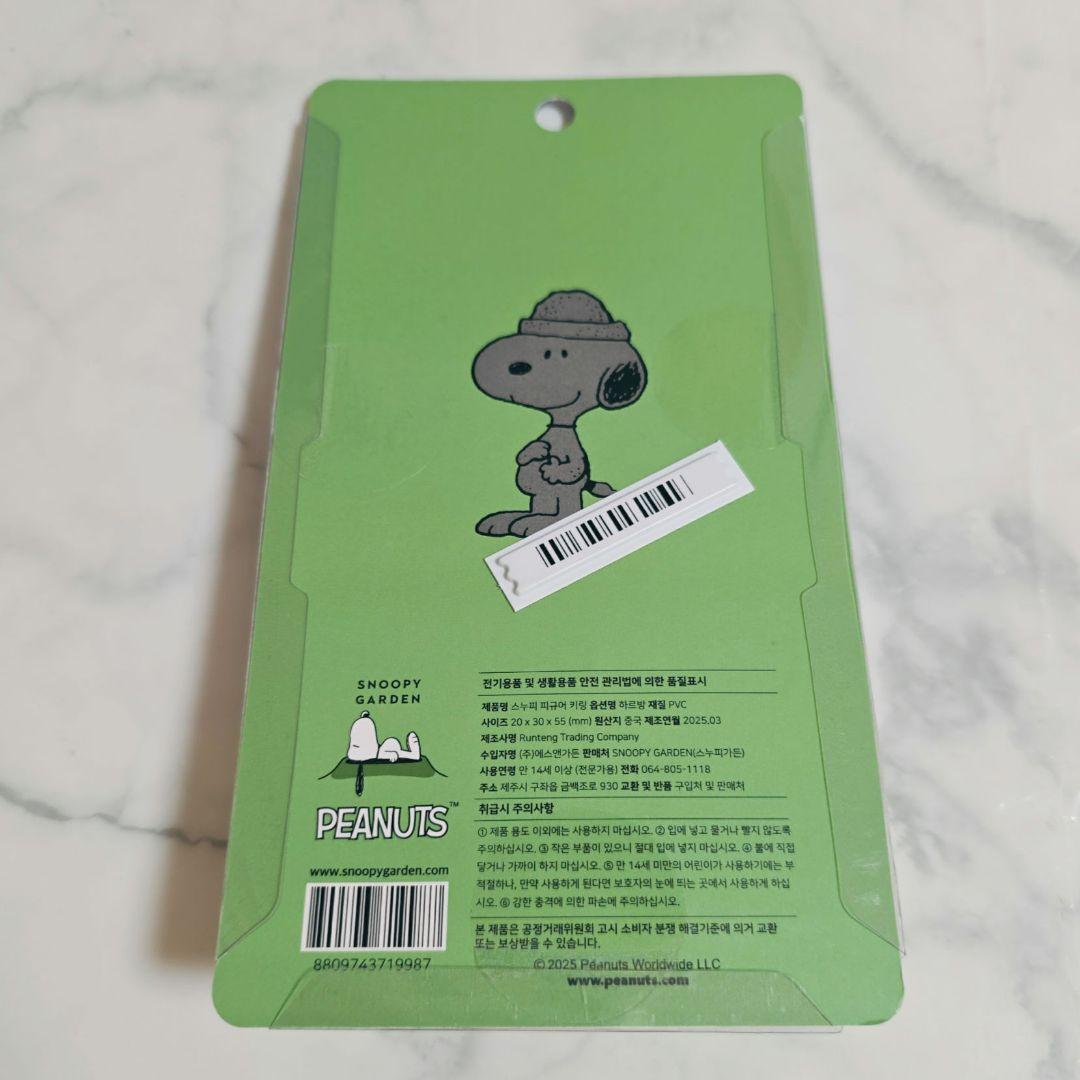 SNOOPY
GARDEN
PEANUTS™
www.snoopygarden.com
8809743719987
전기용품 및 생활용품 안전 관리법에 의한 품질표시
제품명 스누피 피규어 키링 옵션명 하르방 재질 PVC
사이즈 20 x 30 x 55 (mm) 원산지 중국 제조연월 2025.03
제조사명 Runteng Trading Company
수입자명 (주)에스앤가든 판매처 SNOOPY GARDEN(스누피가든)
사용연령 만 14세 이상 (전문가용) 전화 064-805-1118
주소 제주시 구좌읍 금백조로 930 교환 및 반품 구입처 및 판매처
취급시 주의사항
① 제품 용도 이외에는 사용하지 마십시오. ② 입에 넣고 물거나 빨지 않도록
주의하십시오. ③ 작은 부품이 있으니 절대 입에 넣지 마십시오. ④ 불에 직접
닿거나 가까이 하지 마십시오. ⑤ 만 14세 미만의 어린이가 사용하기에는 부
적절하나, 만약 사용하게 된다면 보호자의 눈에 띄는 곳에서 사용하게 하십
시오. ⑥ 강한 충격에 의한 파손에 주의하십시오.
본 제품은 공정거래위원회 고시 소비자 분쟁 해결기준에 의거 교환
또는 보상받을 수 있습니다.
© 2025 Peanuts Worldwide LLC
www.peanuts.com